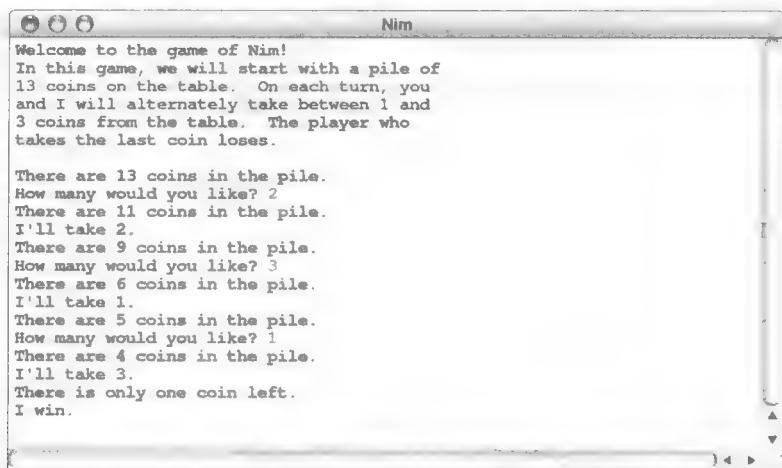 Nim
Welcome to the game of Nim!
In this game, we will start with a pile of
13 coins on the table.  On each turn, you
and I will alternately take between 1 and
3 coins from the table.  The player who
takes the last coin loses.

There are 13 coins in the pile.
How many would you like? 2
There are 11 coins in the pile.
I'll take 2.
There are 9 coins in the pile.
How many would you like? 3
There are 6 coins in the pile.
I'll take 1.
There are 5 coins in the pile.
How many would you like? 1
There are 4 coins in the pile.
I'll take 3.
There is only one coin left.
I win.